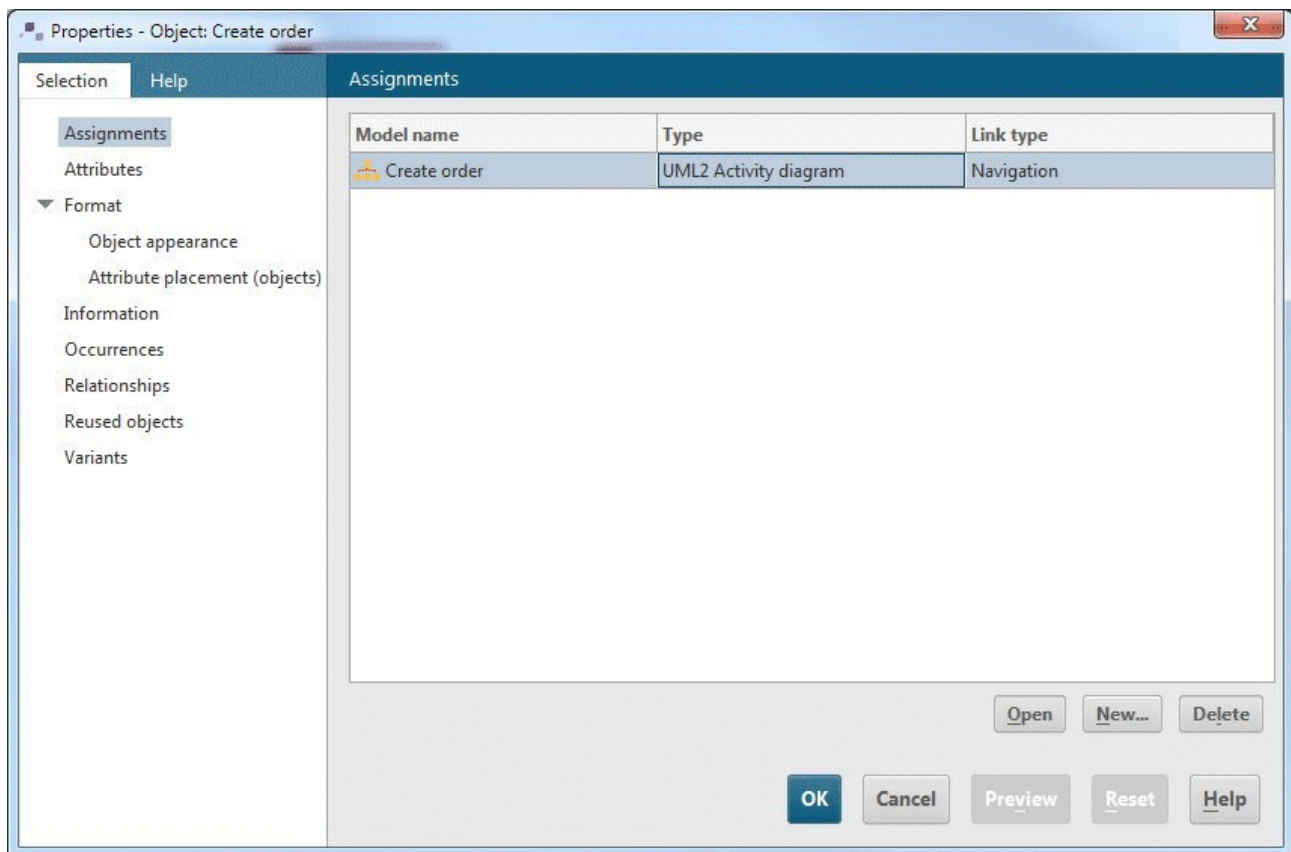 Properties - Object: Create order
Selection Help Assignments
Assignments
Attributes
Format
Object appearance
Attribute placement (objects)
Information
Occurrences
Relationships
Reused objects
Variants
Model name Type Link type
Create order UML2 Activity diagram Navigation
Open New... Delete
OK Cancel Preview Reset Help